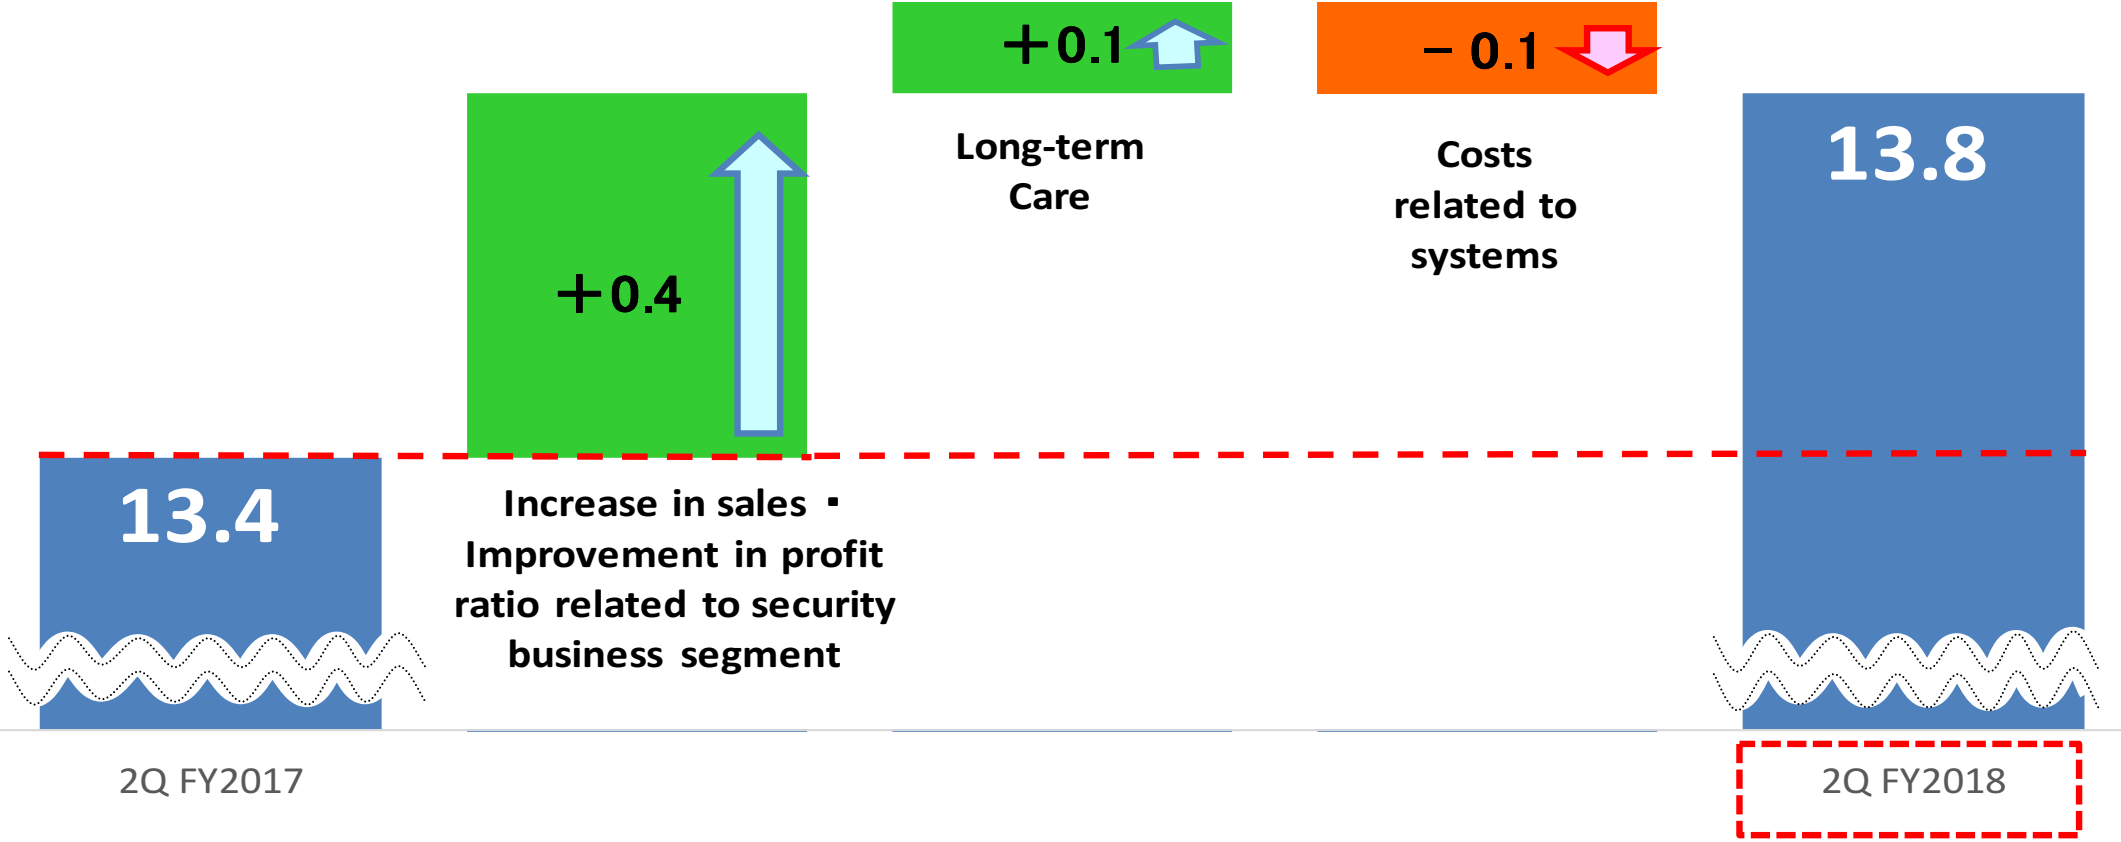 +0.1
- 0.1
Long-term
Care
Costs
related to
systems
13.8
+0.4
13.4
Increase in sales ・
Improvement in profit
ratio related to security
business segment
2Q FY2017
2Q FY2018